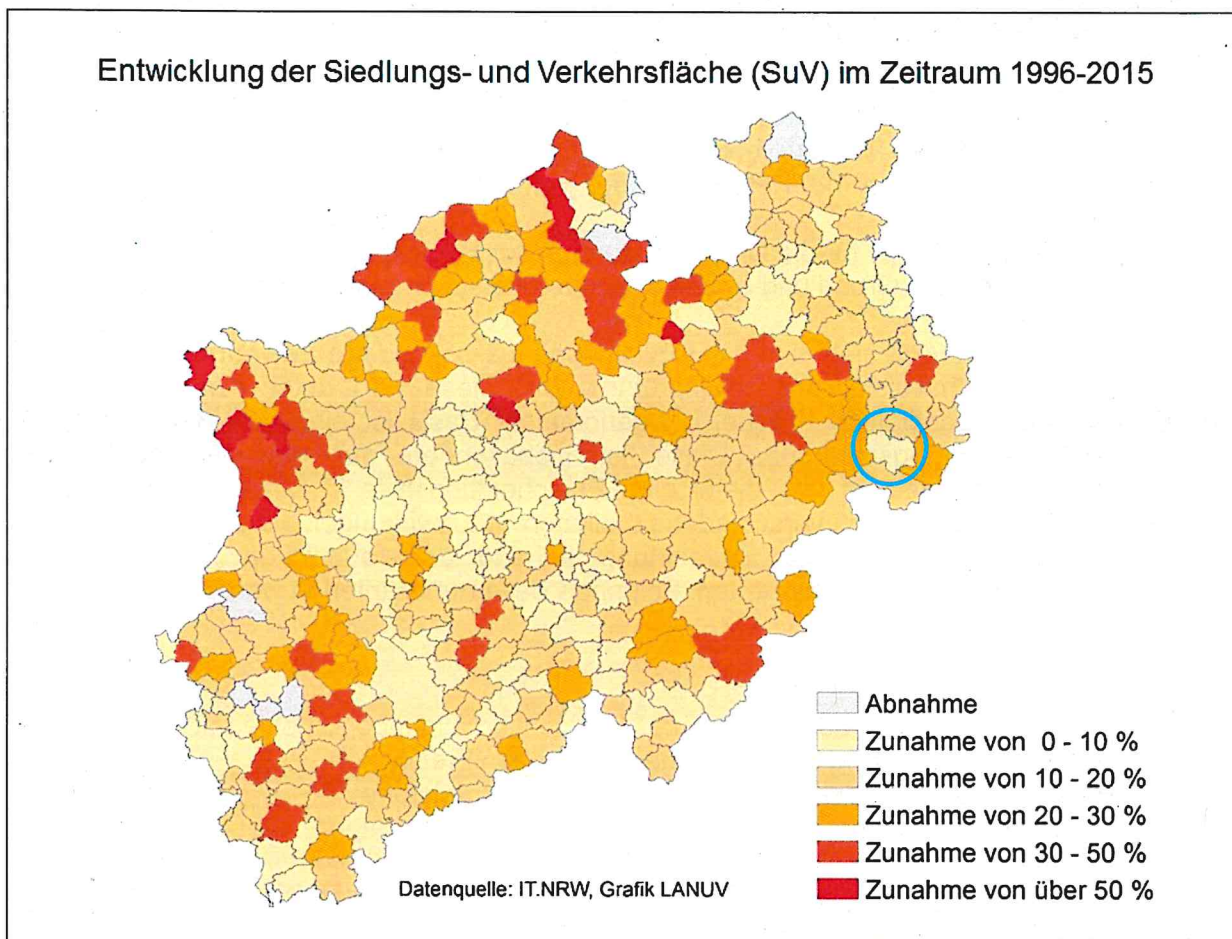 Entwicklung der Siedlungs- und Verkehrsfläche (SuV) im Zeitraum 1996-2015
Abnahme
Zunahme von 0 - 10 %
Zunahme von 10 - 20 %
Zunahme von 20 - 30 %
Zunahme von 30 - 50 %
Zunahme von über 50 %
Datenquelle: IT.NRW, Grafik LANUV